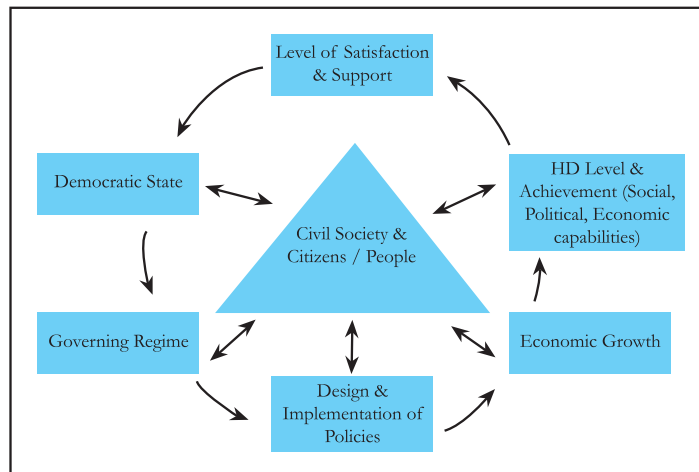 Level of Satisfaction
& Support
Democratic State
HD Level &
Achievement (Social,
Political, Economic
capabilities)
Civil Society &
Citizens / People
Governing Regime
Economic Growth
Design &
Implementation of
Policies